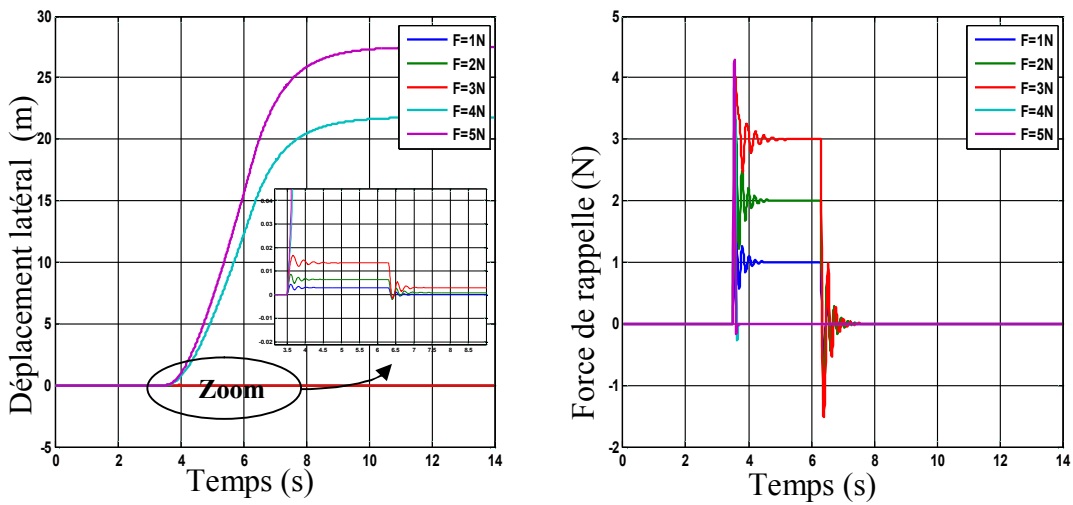 Déplacement latéral (m)
30
25
20
15
10
5
0
-5
F=1N
F=2N
F=3N
F=4N
F=5N
0.04
0.03
0.02
0.01
0
-0.01
-0.02
3.5 4 4.5 5 5.5 6 6.5 7 7.5 8 8.5
Zoom
0 2 4 6 8 10 12 14
Temps (s)
Force de rappelle (N)
5
4
3
2
1
0
-1
-2
F=1N
F=2N
F=3N
F=4N
F=5N
0 2 4 6 8 10 12 14
Temps (s)